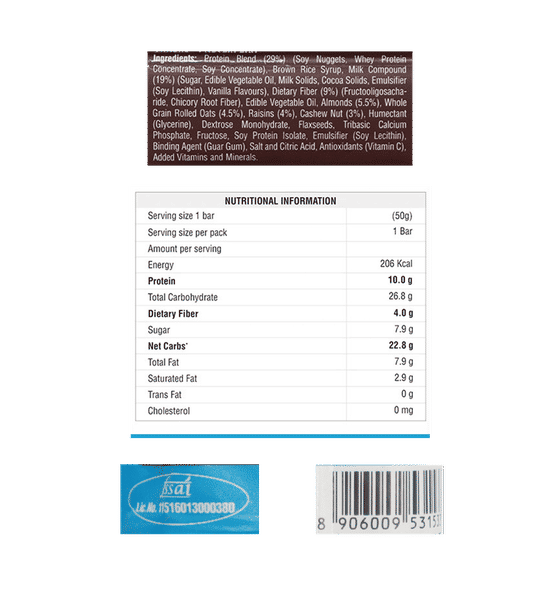 Ingredients: Protein Blend (29%) (Soy Nuggets, Whey Protein
Concentrate, Soy Concentrate), Brown Rice Syrup, Milk Compound
(19%) (Sugar, Edible Vegetable Oil, Milk Solids, Cocoa Solids, Emulsifier
(Soy Lecithin), Vanilla Flavours), Dietary Fiber (9%) (Fructooligosacha-
ride, Chicory Root Fiber), Edible Vegetable Oil, Almonds (5.5%), Whole
Grain Rolled Oats (4.5%), Raisins (4%), Cashew Nut (3%), Humectant
(Glycerin), Dextrose Monohydrate, Flaxseeds, Tribasic Calcium
Phosphate, Fructose, Soy Protein Isolate, Emulsifier (Soy Lecithin),
Binding Agent (Guar Gum), Salt and Citric Acid, Antioxidants (Vitamin C),
Added Vitamins and Minerals.
NUTRITIONAL INFORMATION
Serving size 1 bar (50g)
Serving size per pack 1 Bar
Amount per serving
Energy 206 Kcal
Protein 10.0 g
Total Carbohydrate 26.8 g
Dietary Fiber 4.0 g
Sugar 7.9 g
Net Carbs* 22.8 g
Total Fat 7.9 g
Saturated Fat 2.9 g
Trans Fat 0 g
Cholesterol 0 mg
fssai
Lic. No. 11516013000380
8 906009 5315